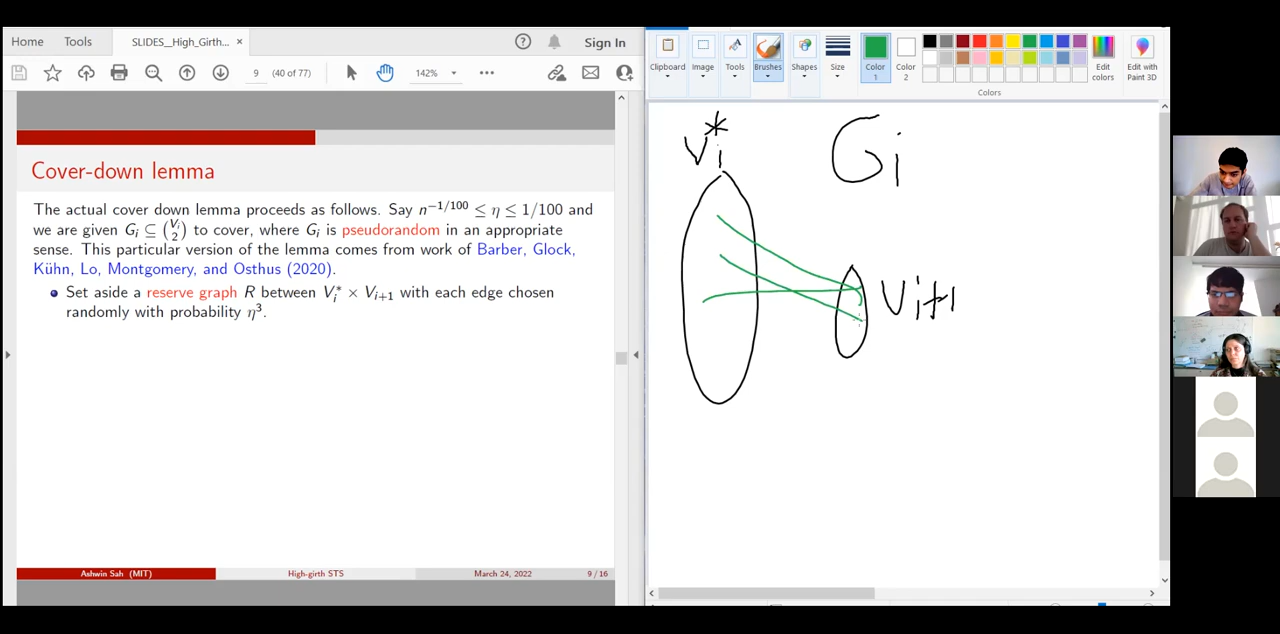 Home Tools SLIDES__High_Girth... × ? Sign In
9 (40 of 77) 142%
Cover-down lemma
The actual cover down lemma proceeds as follows. Say n^{−1/100} ≤ η ≤ 1/100 and
we are given G_i ⊆ \binom{V_i}{2} to cover, where G_i is pseudorandom in an appropriate
sense. This particular version of the lemma comes from work of Barber, Glock,
Kühn, Lo, Montgomery, and Osthus (2020).
Set aside a reserve graph R between V_i^* × V_{i+1} with each edge chosen
randomly with probability η^3.
Ashwin Sah (MIT) High-girth STS March 24, 2022 9 / 16
Clipboard Image Tools Brushes Shapes Size Color 1 Color 2 Edit colors Edit with Paint 3D
Colors
V_i^*
G_i
V_{i+1}